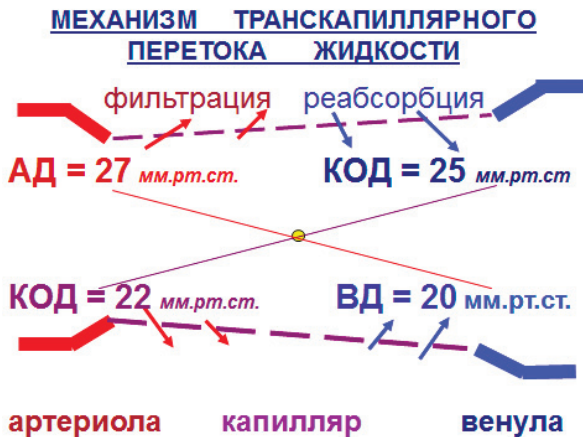 МЕХАНИЗМ ТРАНСКАПИЛЛЯРНОГО
ПЕРЕТОКА ЖИДКОСТИ
фильтрация реабсорбция
АД = 27 мм.рт.ст. КОД = 25 мм.рт.ст
КОД = 22 мм.рт.ст. ВД = 20 мм.рт.ст.
артериола капилляр венула